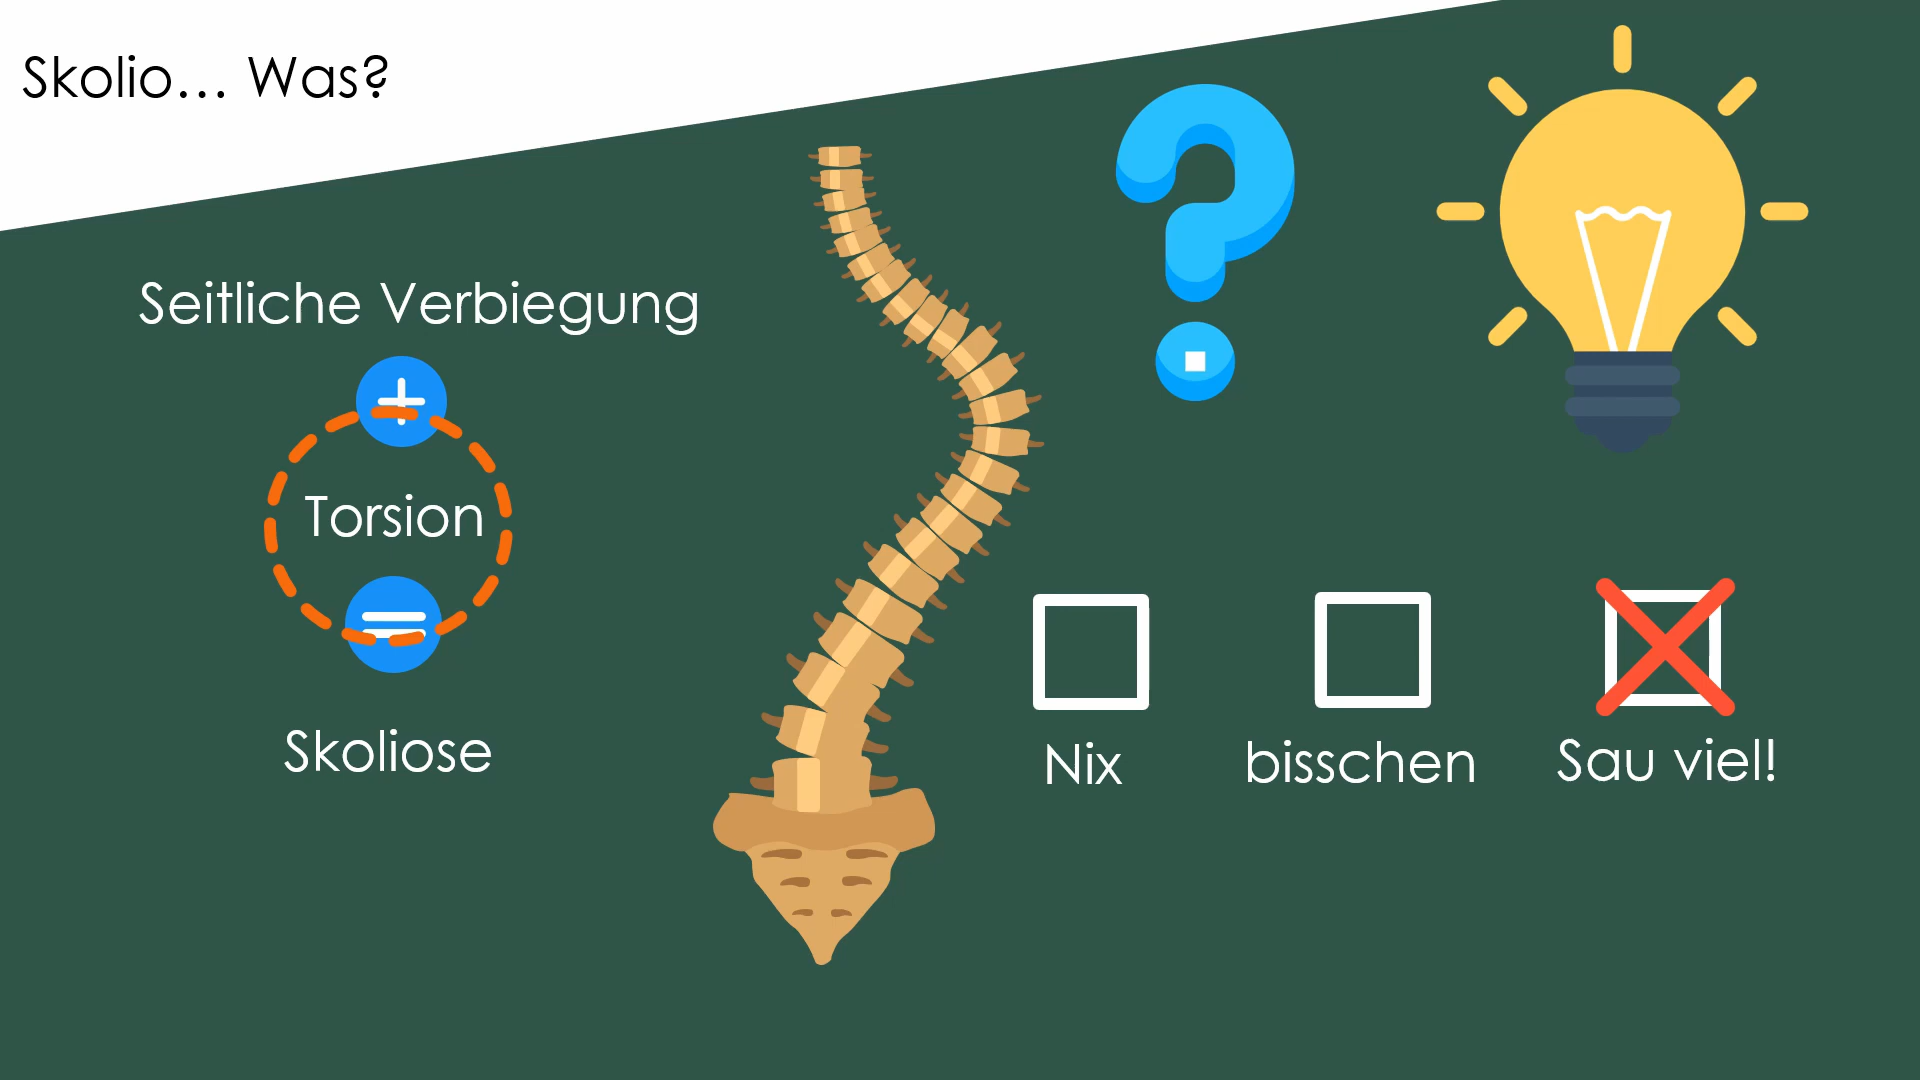 Skolio... Was?
Seitliche Verbiegung
+
Torsion
=
Skoliose
?
Nix
bisschen
Sau viel!